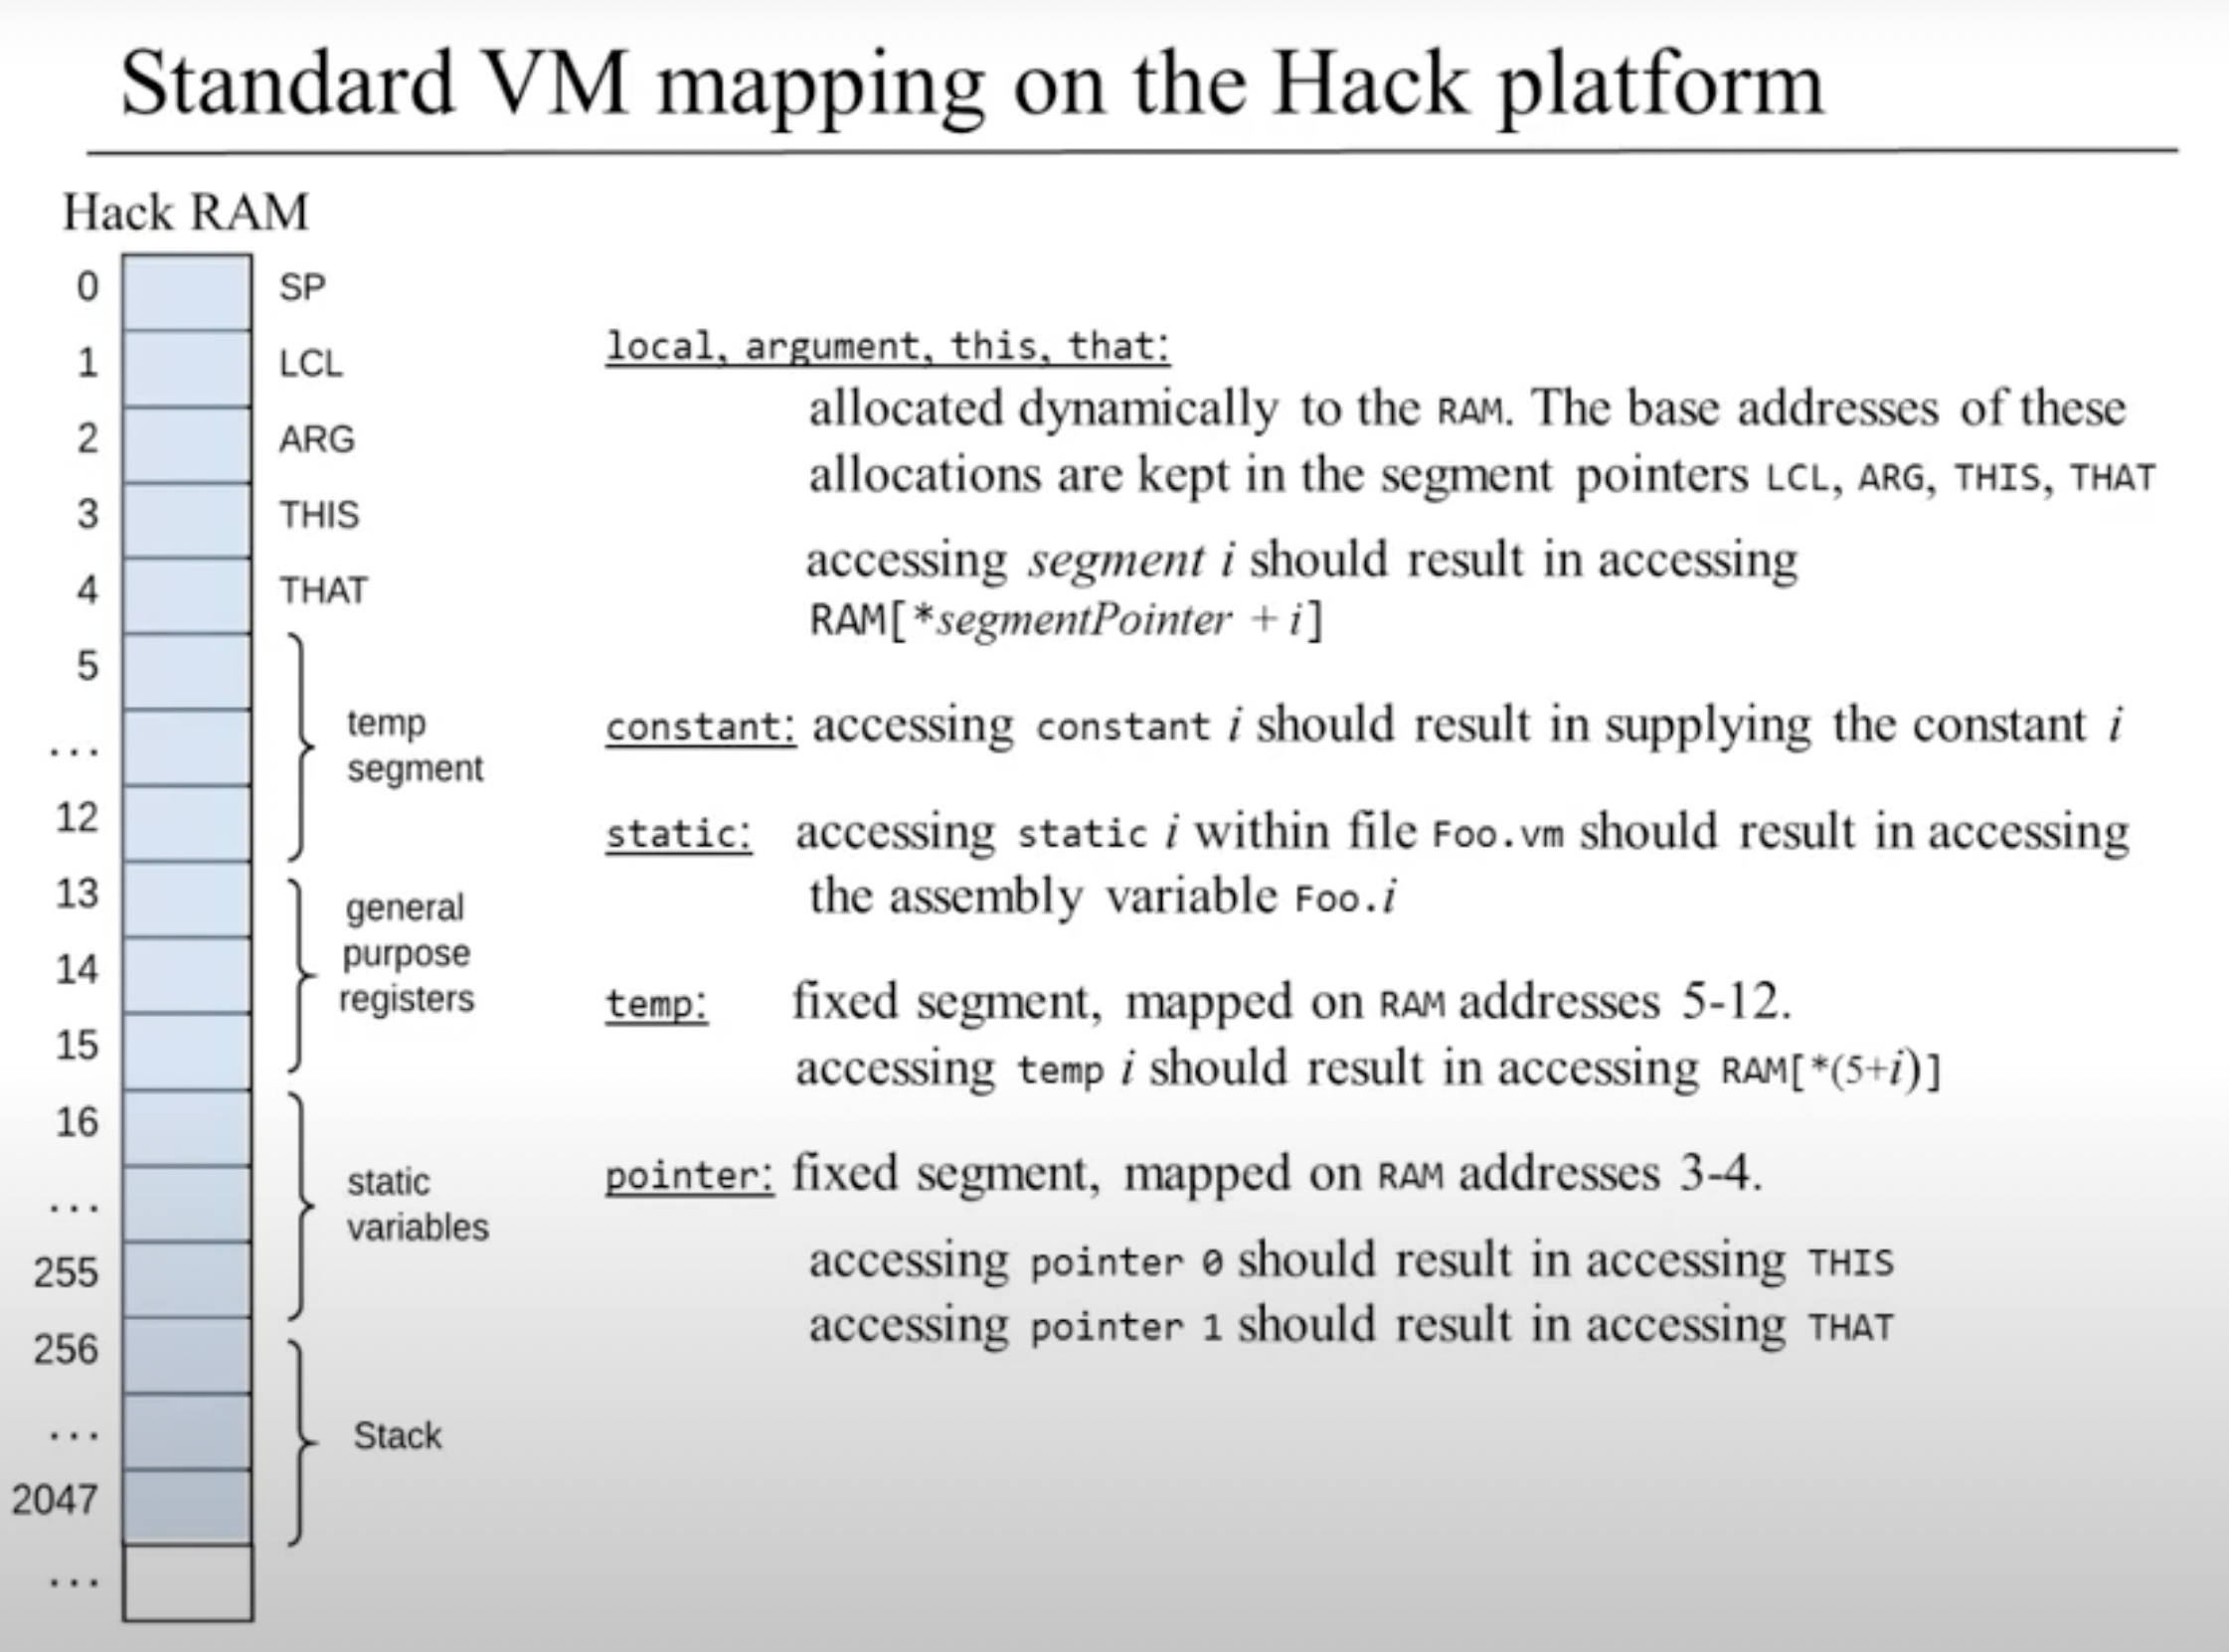 Standard VM mapping on the Hack platform
Hack RAM
0 SP
1 LCL
2 ARG
3 THIS
4 THAT
5
...
12
temp
segment
13
14
15
general
purpose
registers
16
...
255
static
variables
256
...
2047
Stack
...
local, argument, this, that:
allocated dynamically to the RAM. The base addresses of these
allocations are kept in the segment pointers LCL, ARG, THIS, THAT
accessing segment i should result in accessing
RAM[*segmentPointer + i]
constant: accessing constant i should result in supplying the constant i
static: accessing static i within file Foo.vm should result in accessing
the assembly variable Foo.i
temp: fixed segment, mapped on RAM addresses 5-12.
accessing temp i should result in accessing RAM[*(5+i)]
pointer: fixed segment, mapped on RAM addresses 3-4.
accessing pointer 0 should result in accessing THIS
accessing pointer 1 should result in accessing THAT